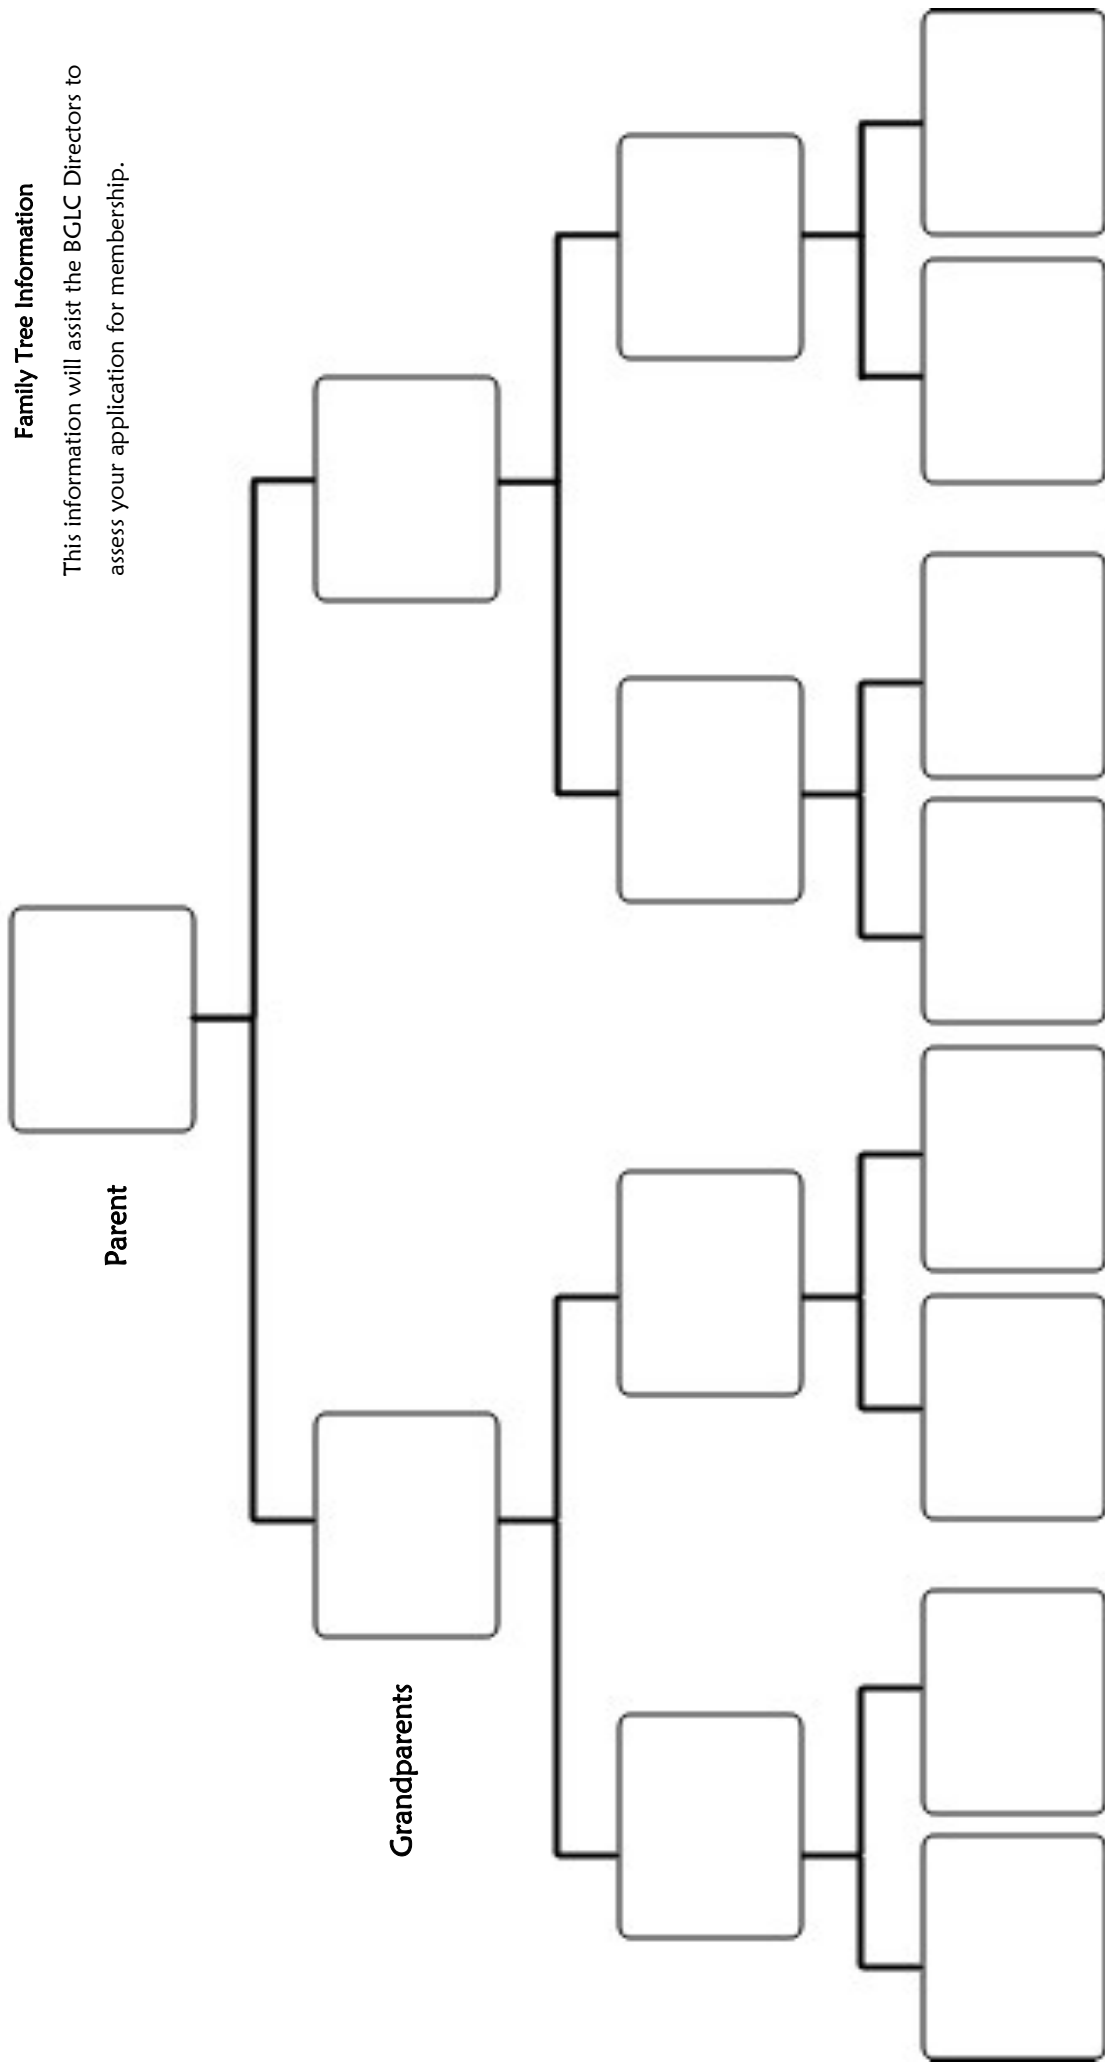 Family Tree Information
This information will assist the BGLC Directors to
assess your application for membership.
Parent
Grandparents